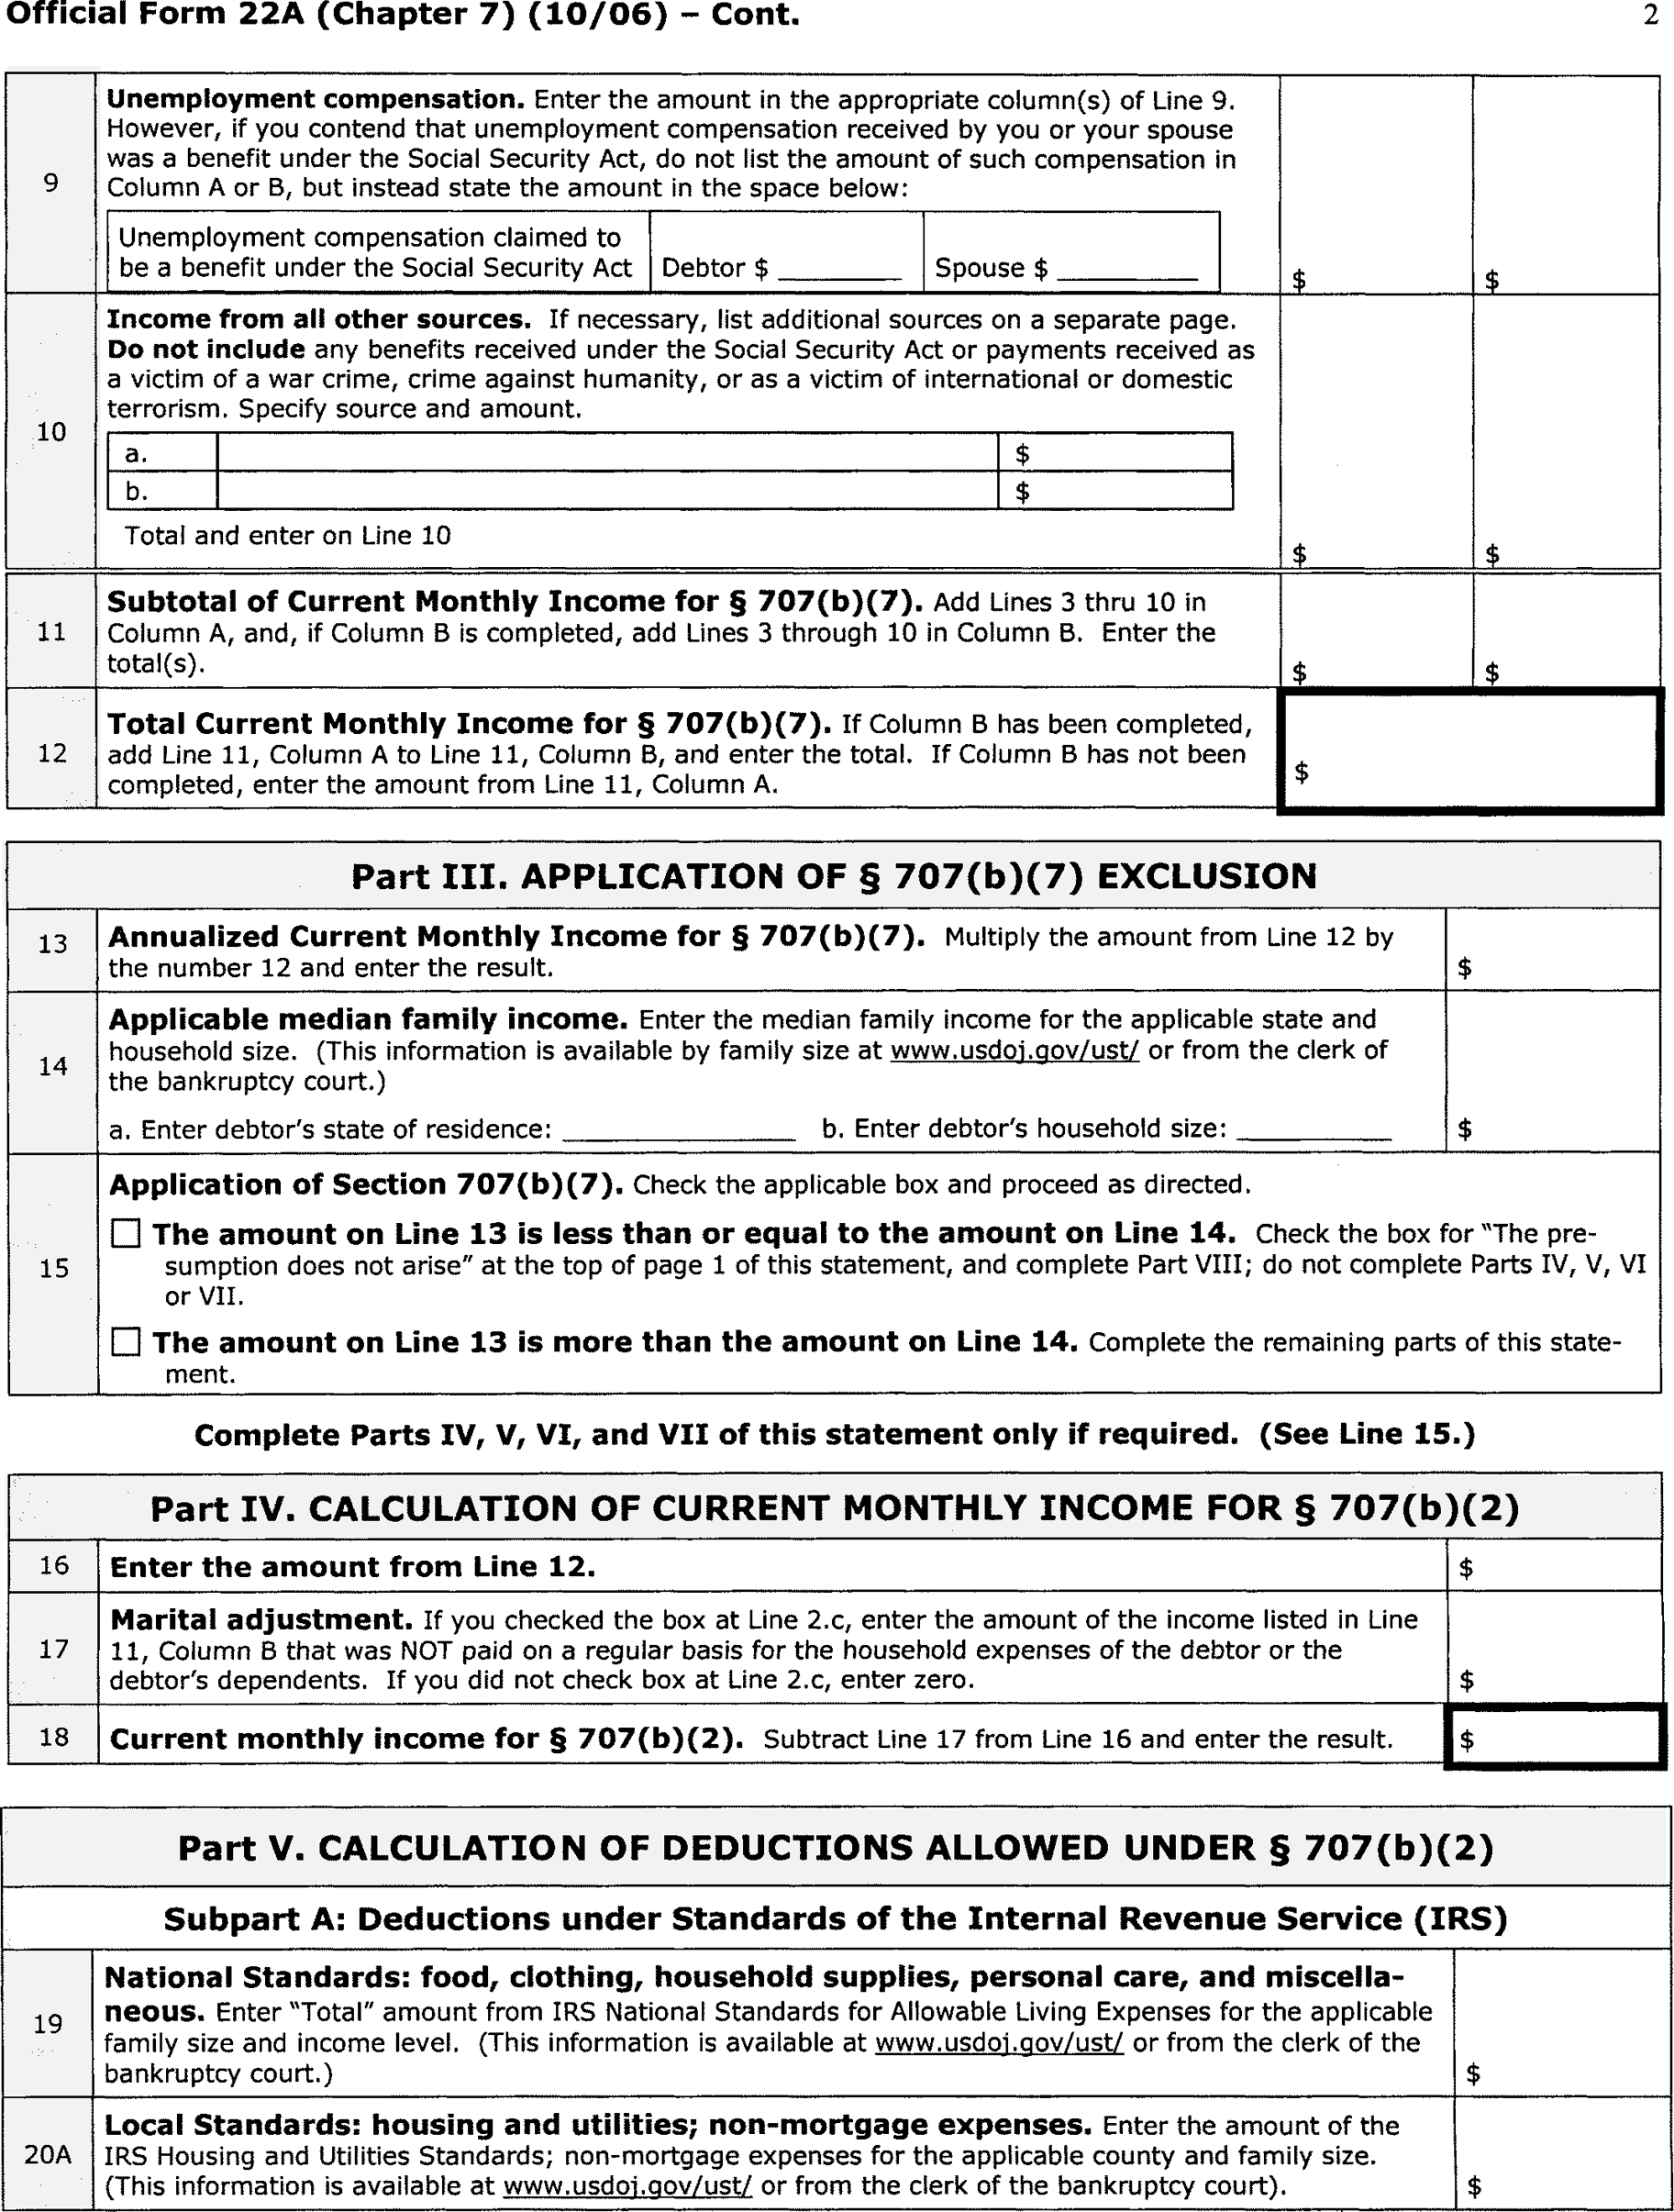 Official Form 22A (Chapter 7) (10/06) – Cont. 2
9
Unemployment compensation. Enter the amount in the appropriate column(s) of Line 9.
However, if you contend that unemployment compensation received by you or your spouse
was a benefit under the Social Security Act, do not list the amount of such compensation in
Column A or B, but instead state the amount in the space below:
Unemployment compensation claimed to
be a benefit under the Social Security Act Debtor $ ________ Spouse $ ________ $ $
10
Income from all other sources. If necessary, list additional sources on a separate page.
Do not include any benefits received under the Social Security Act or payments received as
a victim of a war crime, crime against humanity, or as a victim of international or domestic
terrorism. Specify source and amount.
a. $
b. $
Total and enter on Line 10
$ $
11
Subtotal of Current Monthly Income for § 707(b)(7). Add Lines 3 thru 10 in
Column A, and, if Column B is completed, add Lines 3 through 10 in Column B. Enter the
total(s). $ $
12
Total Current Monthly Income for § 707(b)(7). If Column B has been completed,
add Line 11, Column A to Line 11, Column B, and enter the total. If Column B has not been
completed, enter the amount from Line 11, Column A. $
Part III. APPLICATION OF § 707(b)(7) EXCLUSION
13
Annualized Current Monthly Income for § 707(b)(7). Multiply the amount from Line 12 by
the number 12 and enter the result. $
14
Applicable median family income. Enter the median family income for the applicable state and
household size. (This information is available by family size at www.usdoj.gov/ust/ or from the clerk of
the bankruptcy court.)
a. Enter debtor's state of residence: ________ b. Enter debtor's household size: ________ $
15
Application of Section 707(b)(7). Check the applicable box and proceed as directed.
☐ The amount on Line 13 is less than or equal to the amount on Line 14. Check the box for "The pre-
sumption does not arise" at the top of page 1 of this statement, and complete Part VIII; do not complete Parts IV, V, VI
or VII.
☐ The amount on Line 13 is more than the amount on Line 14. Complete the remaining parts of this state-
ment.
Complete Parts IV, V, VI, and VII of this statement only if required. (See Line 15.)
Part IV. CALCULATION OF CURRENT MONTHLY INCOME FOR § 707(b)(2)
16 Enter the amount from Line 12. $
17
Marital adjustment. If you checked the box at Line 2.c, enter the amount of the income listed in Line
11, Column B that was NOT paid on a regular basis for the household expenses of the debtor or the
debtor's dependents. If you did not check box at Line 2.c, enter zero. $
18 Current monthly income for § 707(b)(2). Subtract Line 17 from Line 16 and enter the result. $
Part V. CALCULATION OF DEDUCTIONS ALLOWED UNDER § 707(b)(2)
Subpart A: Deductions under Standards of the Internal Revenue Service (IRS)
19
National Standards: food, clothing, household supplies, personal care, and miscella-
neous. Enter "Total" amount from IRS National Standards for Allowable Living Expenses for the applicable
family size and income level. (This information is available at www.usdoj.gov/ust/ or from the clerk of the
bankruptcy court.) $
20A
Local Standards: housing and utilities; non-mortgage expenses. Enter the amount of the
IRS Housing and Utilities Standards; non-mortgage expenses for the applicable county and family size.
(This information is available at www.usdoj.gov/ust/ or from the clerk of the bankruptcy court). $